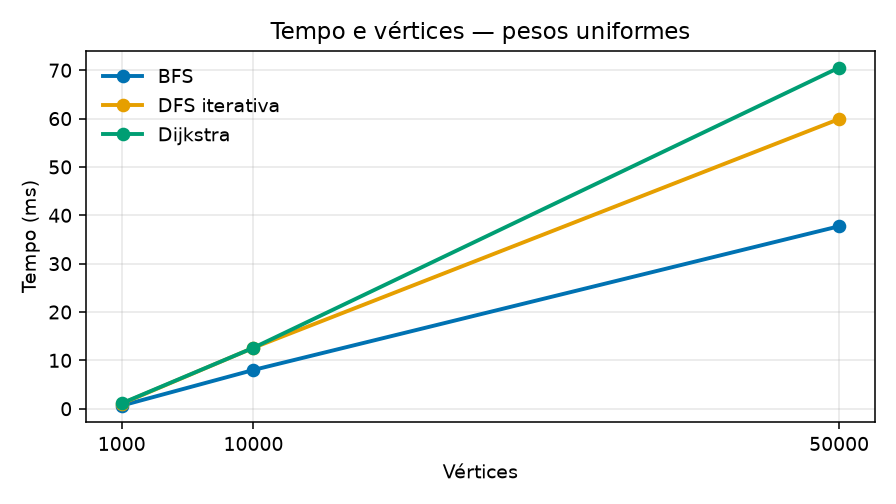 Tempo e vértices — pesos uniformes
BFS
DFS iterativa
Dijkstra
Tempo (ms)
70
60
50
40
30
20
10
0
1000
10000
50000
Vértices